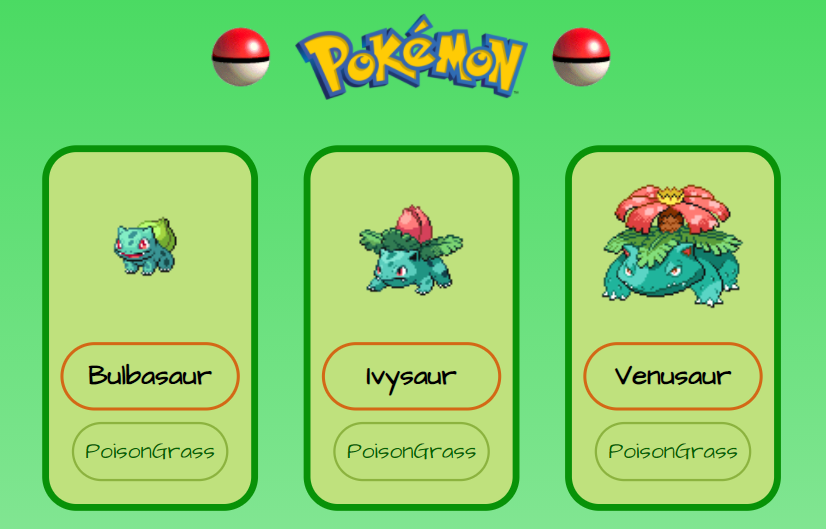 POKÉMON
Bulbasaur
Ivysaur
Venusaur
PoisonGrass
PoisonGrass
PoisonGrass